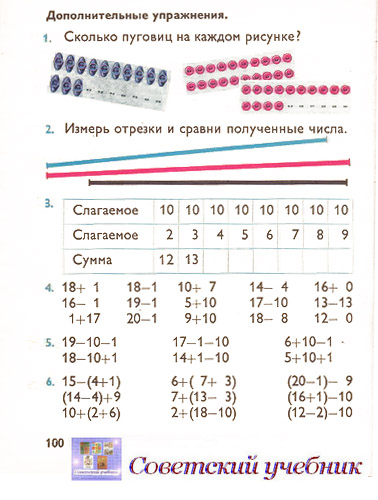 Дополнительные упражнения.
1. Сколько пуговиц на каждом рисунке?
2. Измерь отрезки и сравни полученные числа.
3.
Слагаемое 10 10 10 10 10 10 10 10
Слагаемое 2 3 4 5 6 7 8 9
Сумма 12 13
4. 18+ 1 18−1 10+ 7 14− 4 16+ 0
16− 1 19−1 5+10 17−10 13−13
1+17 20−1 9+10 18− 8 12− 0
5. 19−10−1 17−1−10 6+10−1
18−10+1 14+1−10 5+10+1
6. 15−(4+1) 6+( 7+ 3) (20−1)− 9
(14−4)+9 7+(13− 3) (16+1)−10
10+(2+6) 2+(18−10) (12−2)−10
100
Советский учебник